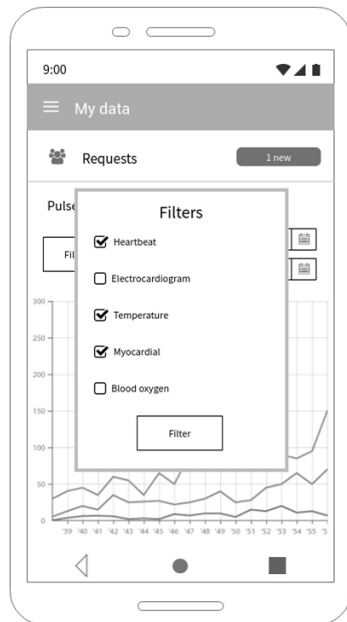 9:00
My data
Requests
1 new
Pulse
Fil
Filters
Heartbeat
Electrocardiogram
Temperature
Myocardial
Blood oxygen
Filter
300
250
200
150
100
50
0
'39 '40 '41 '42 '43 '44 '45 '46 '47 '48 '49 '50 '51 '52 '53 '54 '55 '5